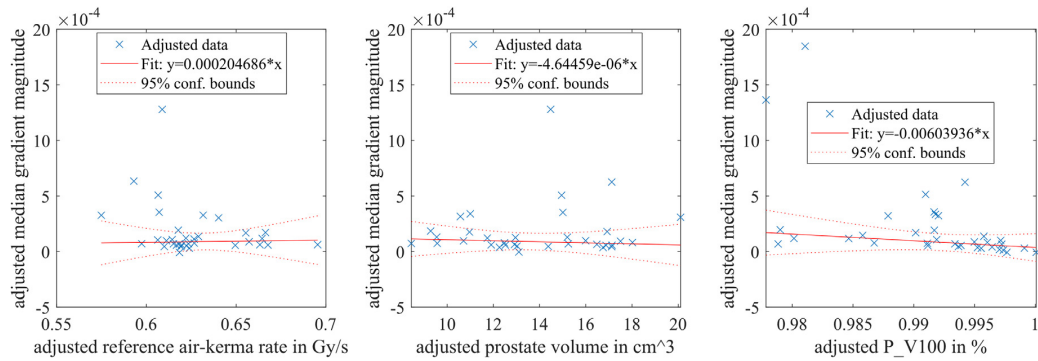 ×10^-4
20
15
10
5
0
-5
adjusted median gradient magnitude
Adjusted data
Fit: y=0.000204686*x
95% conf. bounds
0.55
0.6
0.65
0.7
adjusted reference air-kerma rate in Gy/s
×10^-4
20
15
10
5
0
-5
adjusted median gradient magnitude
Adjusted data
Fit: y=-4.64459e-06*x
95% conf. bounds
10
12
14
16
18
20
adjusted prostate volume in cm^3
×10^-4
20
15
10
5
0
-5
adjusted median gradient magnitude
Adjusted data
Fit: y=-0.00603936*x
95% conf. bounds
0.98
0.985
0.99
0.995
1
adjusted P_V100 in %